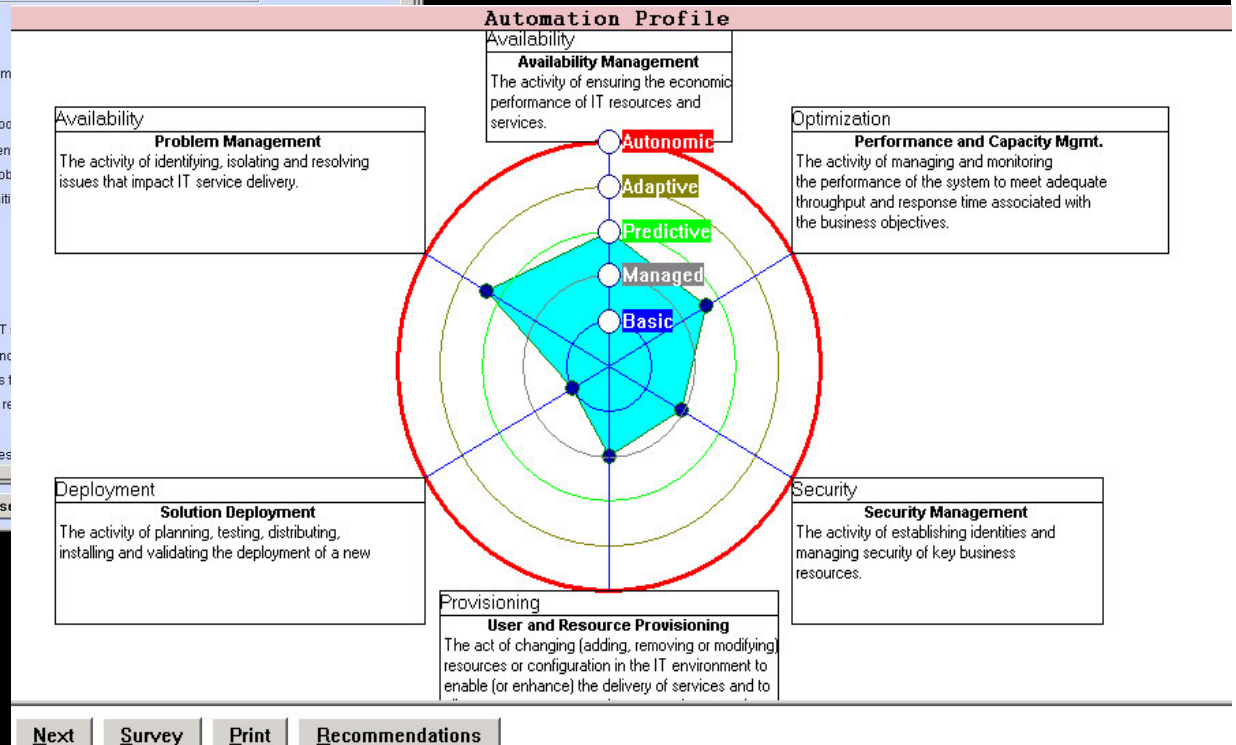 Automation Profile
Availability
Availability Management
The activity of ensuring the economic
performance of IT resources and
services.
Availability
Problem Management
The activity of identifying, isolating and resolving
issues that impact IT service delivery.
Optimization
Performance and Capacity Mgmt.
The activity of managing and monitoring
the performance of the system to meet adequate
throughput and response time associated with
the business objectives.
Autonomic
Adaptive
Predictive
Managed
Basic
Deployment
Solution Deployment
The activity of planning, testing, distributing,
installing and validating the deployment of a new
Security
Security Management
The activity of establishing identities and
managing security of key business
resources.
Provisioning
User and Resource Provisioning
The act of changing (adding, removing or modifying)
resources or configuration in the IT environment to
enable (or enhance) the delivery of services and to
Next
Survey
Print
Recommendations